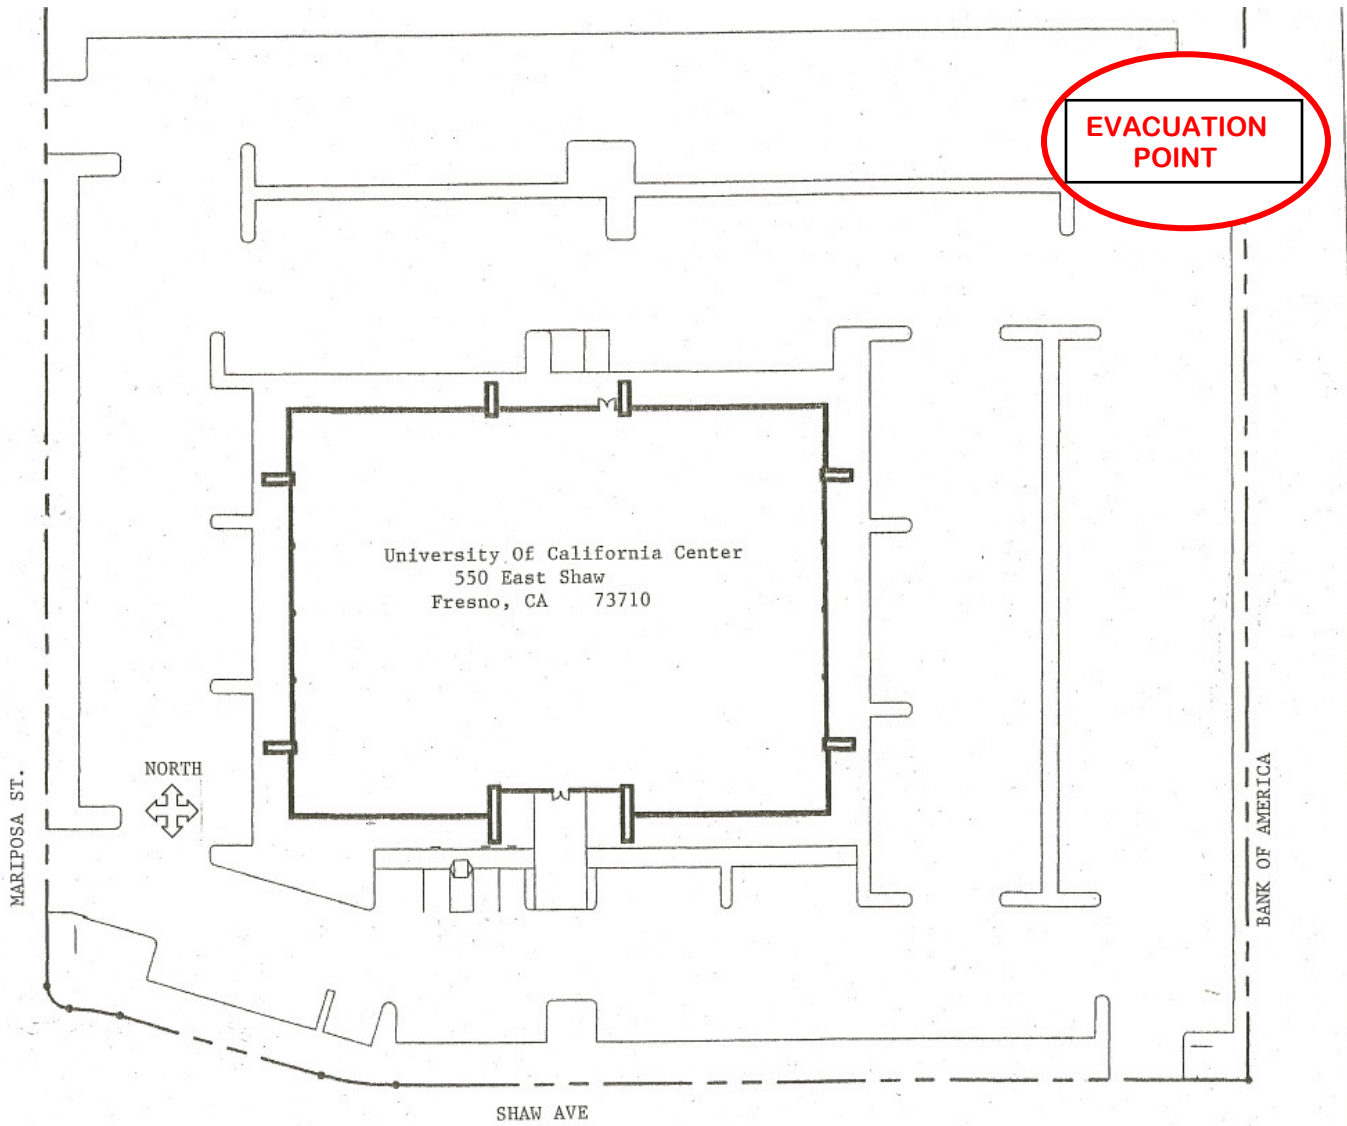 EVACUATION
POINT
University Of California Center
550 East Shaw
Fresno, CA 73710
NORTH
MARIPOSA ST.
BANK OF AMERICA
SHAW AVE